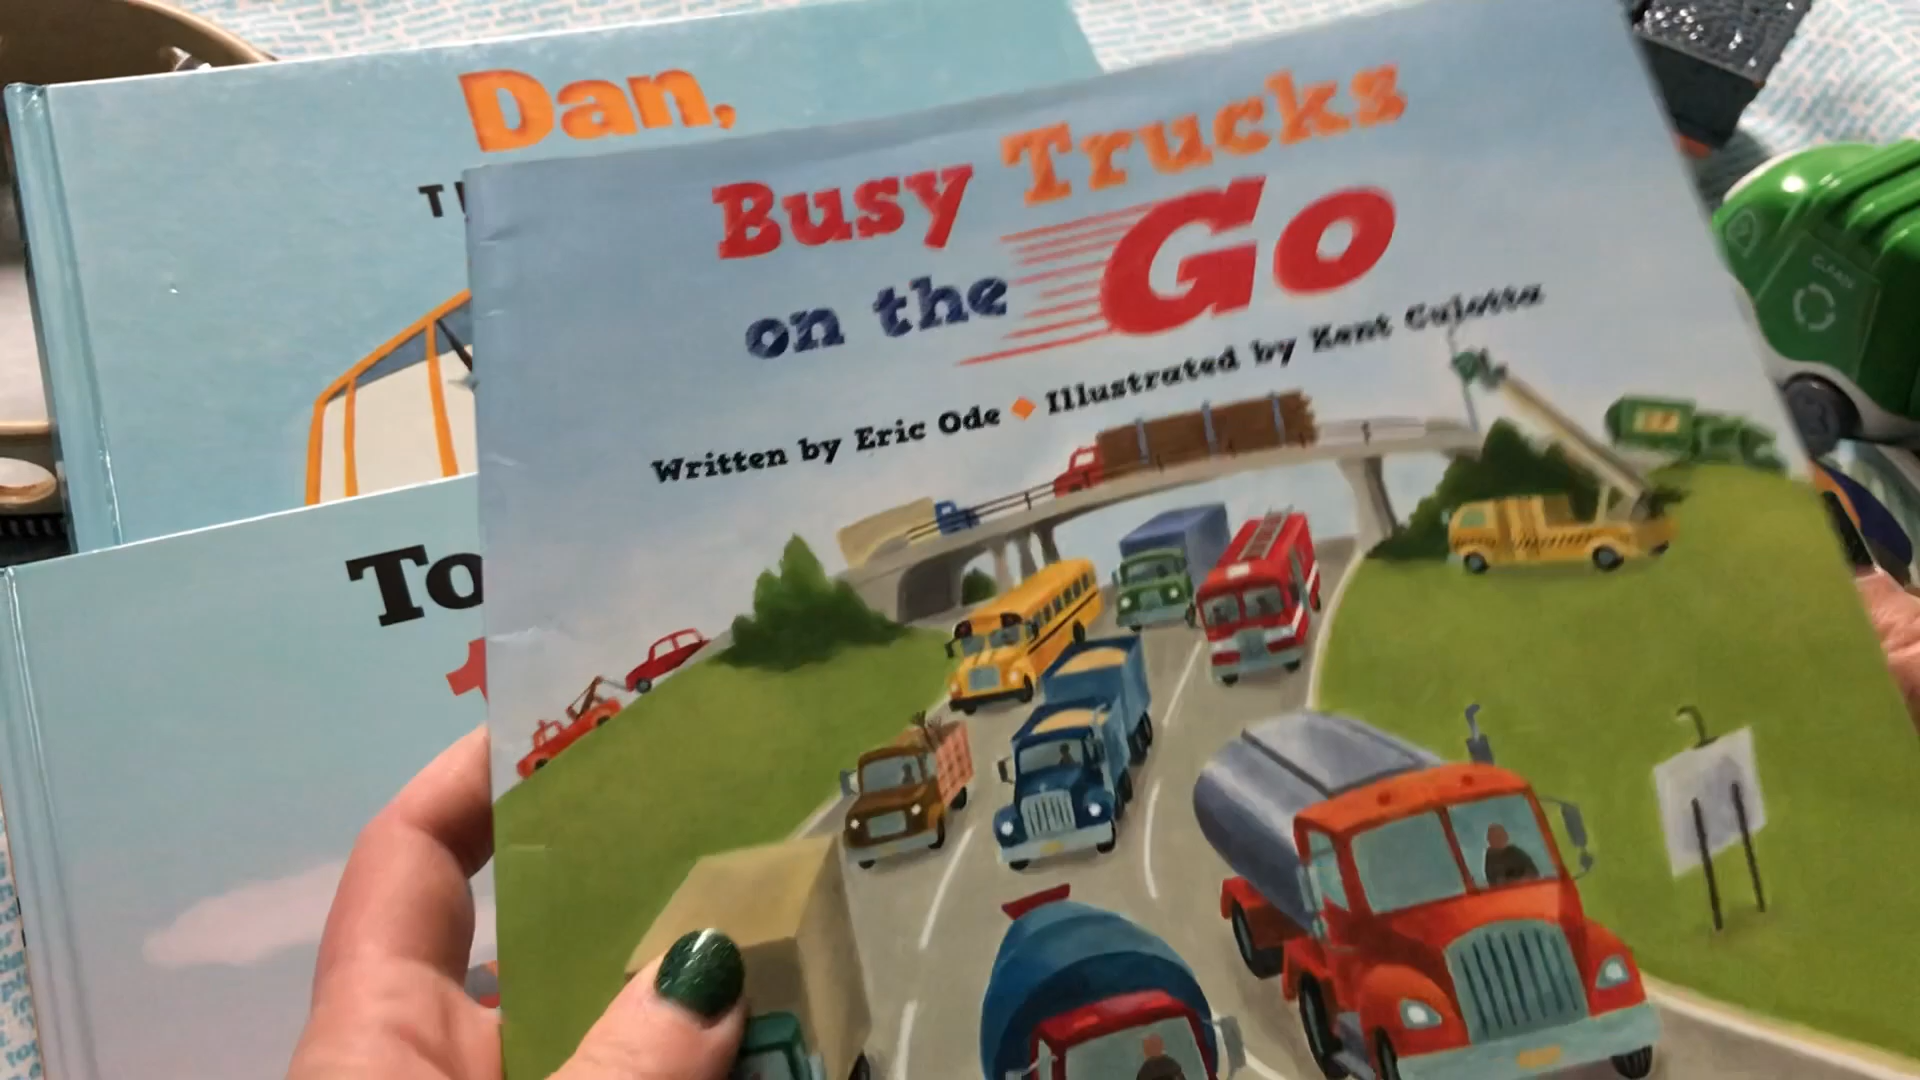 Dan,
Busy Trucks
on the Go
Written by Eric Ode ◆ Illustrated by Kent Culotta
To